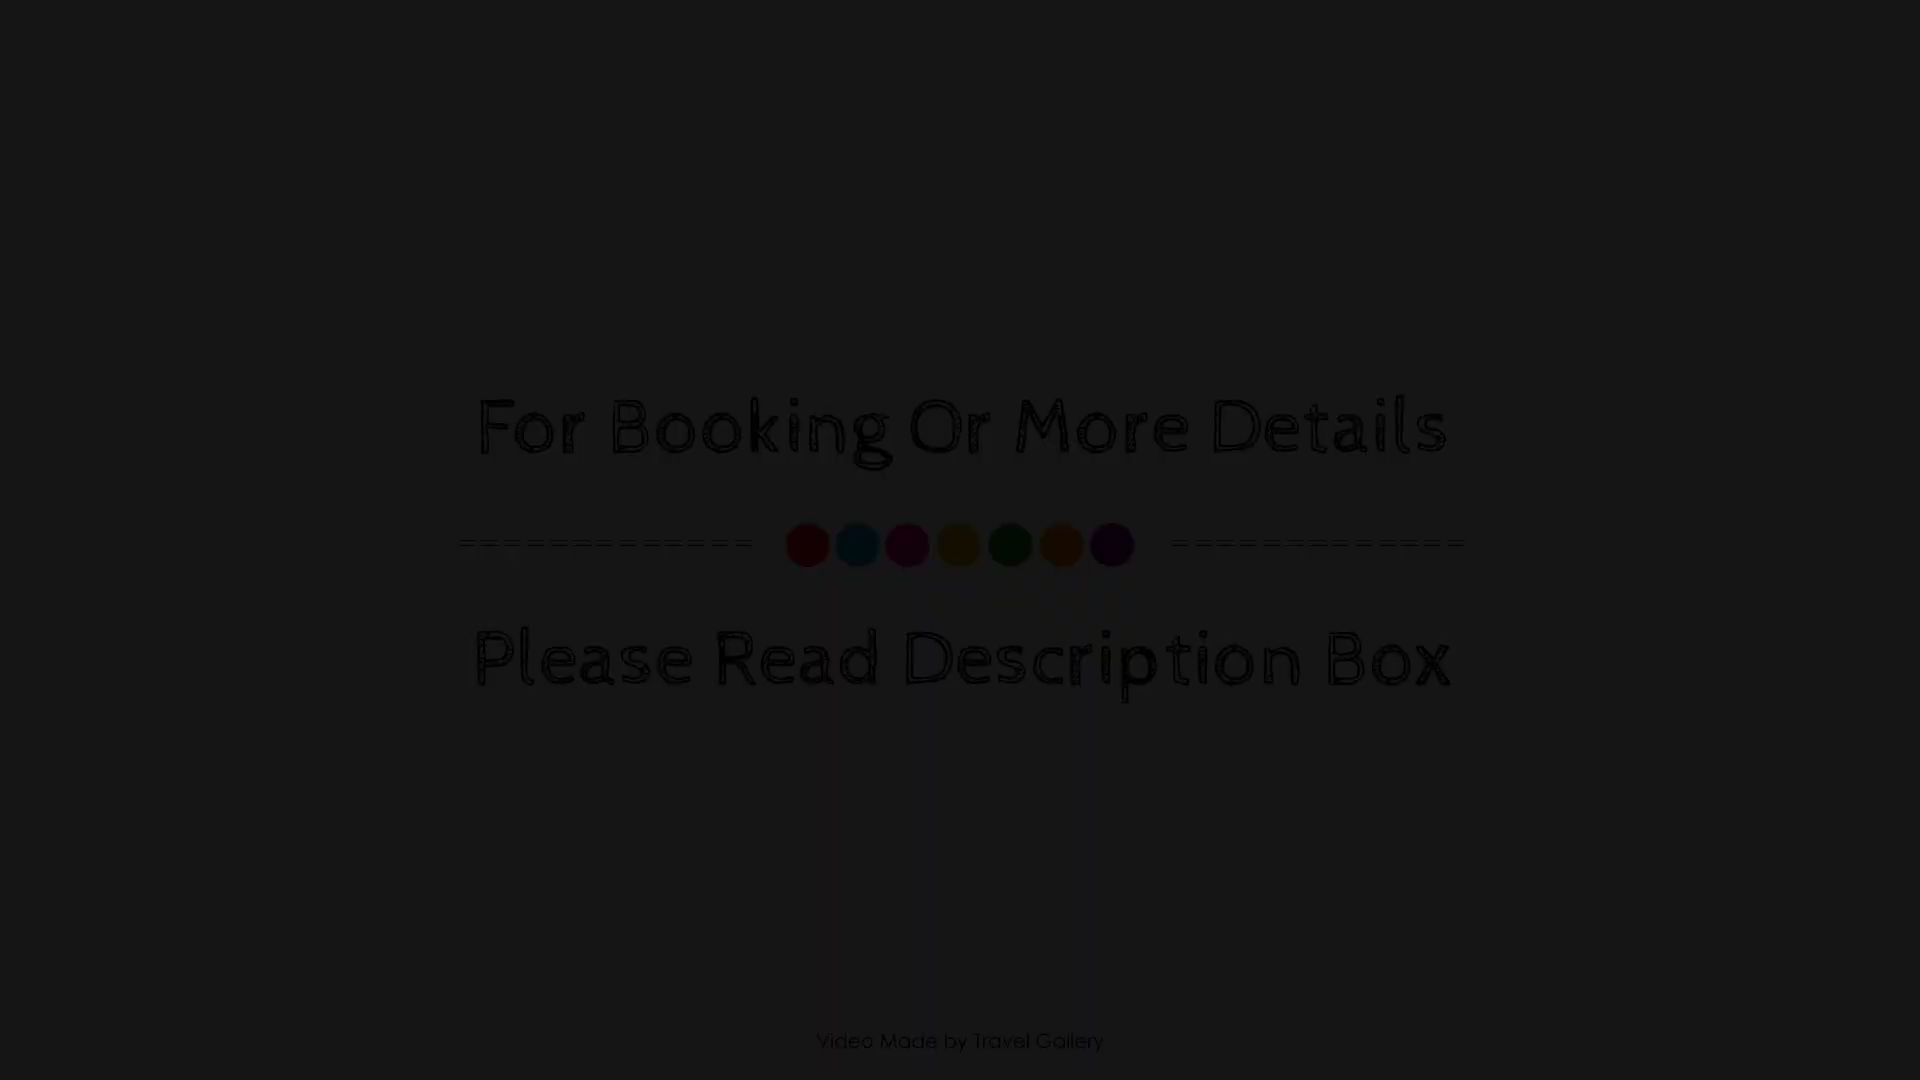 For Booking Or More Details
============= =============
Please Read Description Box
Video Made by Travel Gallery